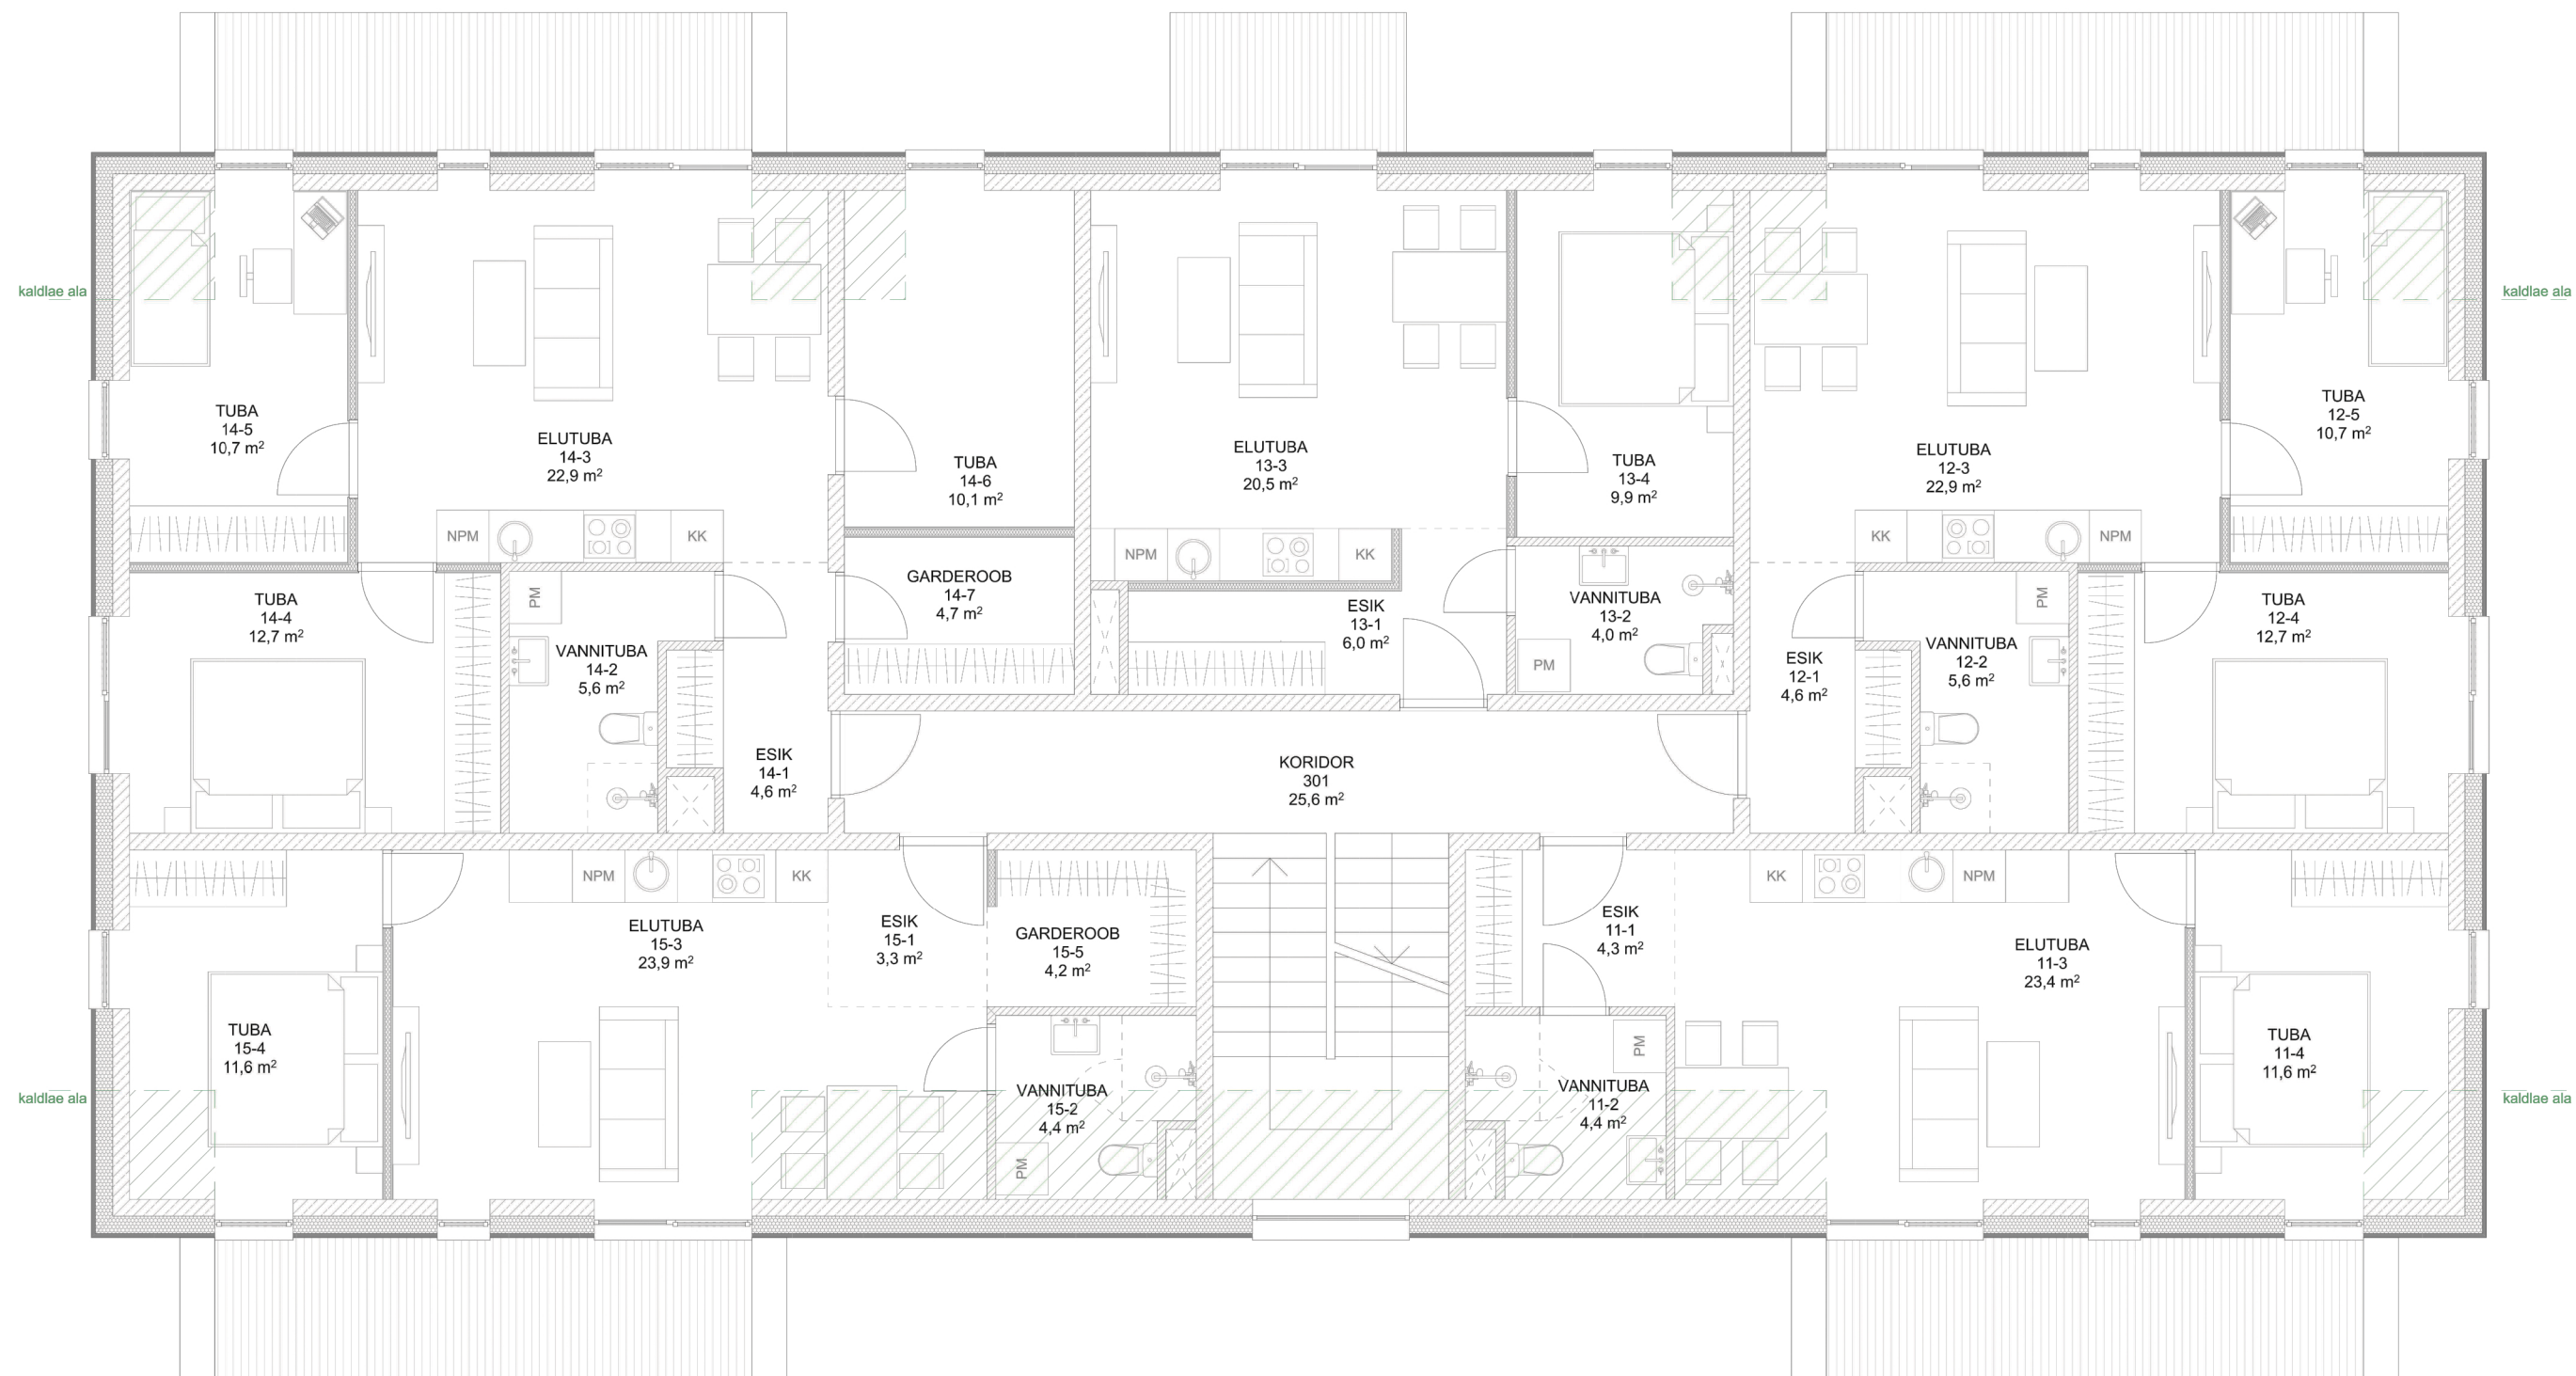 kaldlae ala
kaldlae ala
TUBA
14-5
10,7 m²
ELUTUBA
14-3
22,9 m²
TUBA
14-6
10,1 m²
ELUTUBA
13-3
20,5 m²
TUBA
13-4
9,9 m²
ELUTUBA
12-3
22,9 m²
TUBA
12-5
10,7 m²
NPM
KK
NPM
KK
KK
NPM
TUBA
14-4
12,7 m²
PM
VANNITUBA
14-2
5,6 m²
GARDEROOB
14-7
4,7 m²
ESIK
13-1
6,0 m²
VANNITUBA
13-2
4,0 m²
PM
ESIK
12-1
4,6 m²
VANNITUBA
12-2
5,6 m²
PM
TUBA
12-4
12,7 m²
ESIK
14-1
4,6 m²
KORIDOR
301
25,6 m²
NPM
KK
KK
NPM
ELUTUBA
15-3
23,9 m²
ESIK
15-1
3,3 m²
GARDEROOB
15-5
4,2 m²
ESIK
11-1
4,3 m²
ELUTUBA
11-3
23,4 m²
TUBA
15-4
11,6 m²
VANNITUBA
15-2
4,4 m²
PM
PM
VANNITUBA
11-2
4,4 m²
TUBA
11-4
11,6 m²
kaldlae ala
kaldlae ala